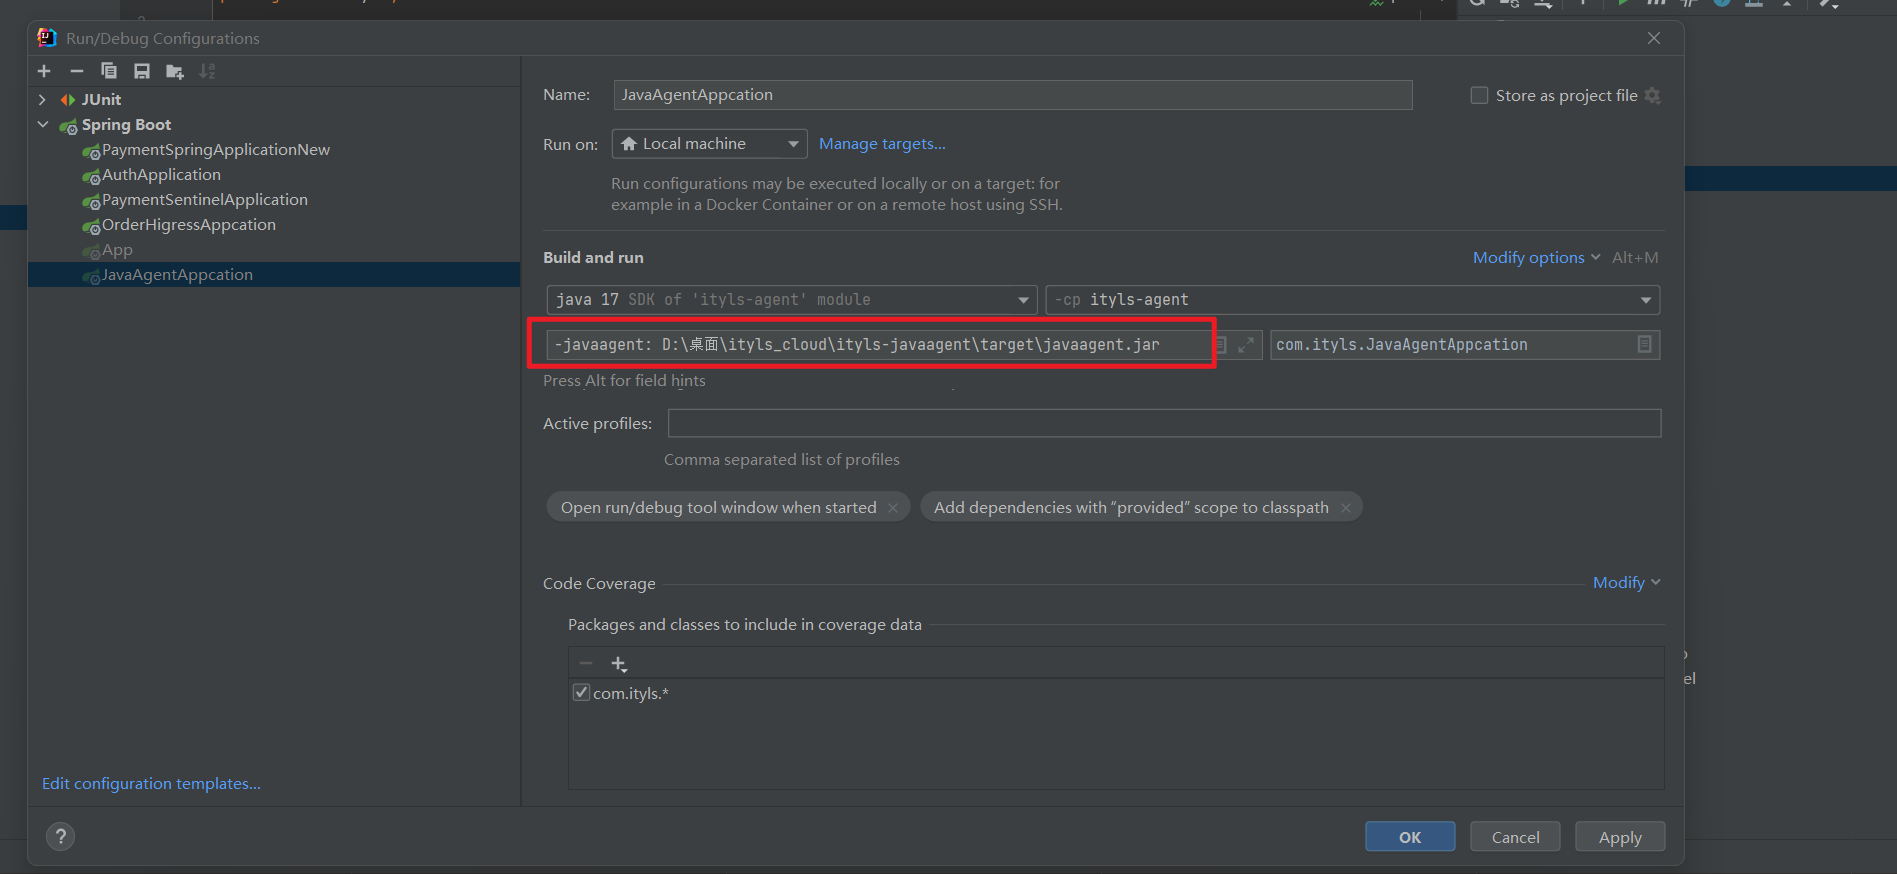 Run/Debug Configurations
JUnit
Spring Boot
PaymentSpringApplicationNew
AuthApplication
PaymentSentinelApplication
OrderHigressAppcation
App
JavaAgentAppcation
Edit configuration templates...
Name: JavaAgentAppcation
Store as project file
Run on: Local machine Manage targets...
Run configurations may be executed locally or on a target: for
example in a Docker Container or on a remote host using SSH.
Build and run
Modify options Alt+M
java 17 SDK of 'ityls-agent' module
-cp ityls-agent
-javaagent: D:\桌面\ityls_cloud\ityls-javaagent\target\javaagent.jar
com.ityls.JavaAgentAppcation
Press Alt for field hints
Active profiles:
Comma separated list of profiles
Open run/debug tool window when started
Add dependencies with “provided” scope to classpath
Code Coverage
Modify
Packages and classes to include in coverage data
com.ityls.*
el
? OK Cancel Apply